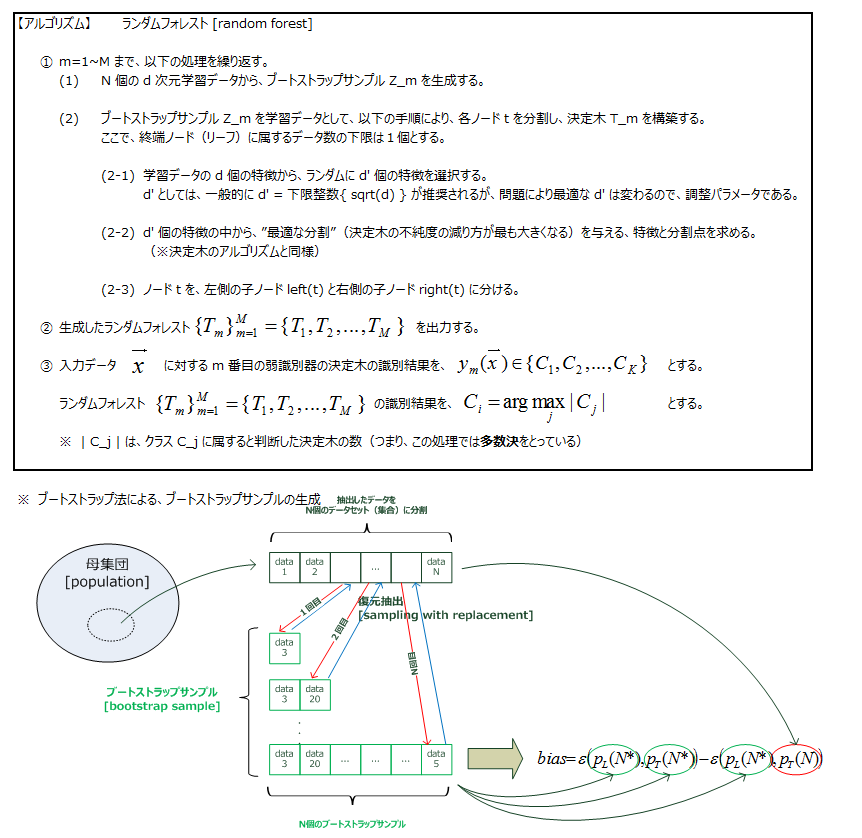 【アルゴリズム】 ランダムフォレスト [random forest]
① m=1~M まで、以下の処理を繰り返す。
(1) N 個の d 次元学習データから、ブートストラップサンプル Z_m を生成する。
(2) ブートストラップサンプル Z_m を学習データとして、以下の手順により、各ノード t を分割し、決定木 T_m を構築する。
ここで、終端ノード（リーフ）に属するデータ数の下限は１個とする。
(2-1) 学習データの d 個の特徴から、ランダムに d' 個の特徴を選択する。
d' としては、一般的に d' = 下限整数{ sqrt(d) } が推奨されるが、問題により最適な d' は変わるので、調整パラメータである。
(2-2) d' 個の特徴の中から、”最適な分割”（決定木の不純度の減り方が最も大きくなる）を与える、特徴と分割点を求める。
（※決定木のアルゴリズムと同様）
(2-3) ノード t を、左側の子ノード left(t) と右側の子ノード right(t) に分ける。
② 生成したランダムフォレスト {T_m}_{m=1}^{M} = {T_1, T_2, ..., T_M } を出力する。
③ 入力データ x⃗ に対する m 番目の弱識別器の決定木の識別結果を、 y_m(x⃗) ∈ {C_1, C_2, ..., C_K} とする。
ランダムフォレスト {T_m}_{m=1}^{M} = {T_1, T_2, ..., T_M } の識別結果を、 C_i = arg max_j | C_j | とする。
※ | C_j | は、クラス C_j に属すると判断した決定木の数（つまり、この処理では多数決をとっている）
※ ブートストラップ法による、ブートストラップサンプルの生成
抽出したデータを
N個のデータセット（集合）に分割
母集団
[population]
data 1 data 2 ... data N
復元抽出
[sampling with replacement]
1回目
2回目
N回目
data 3
ブートストラップサンプル
[bootstrap sample]
data 3 data 20
. . .
data 3 data 20 ... ... ... data 5
bias = ε(p_L(N*), p_T(N*)) − ε(p_L(N*), p_T(N))
N個のブートストラップサンプル